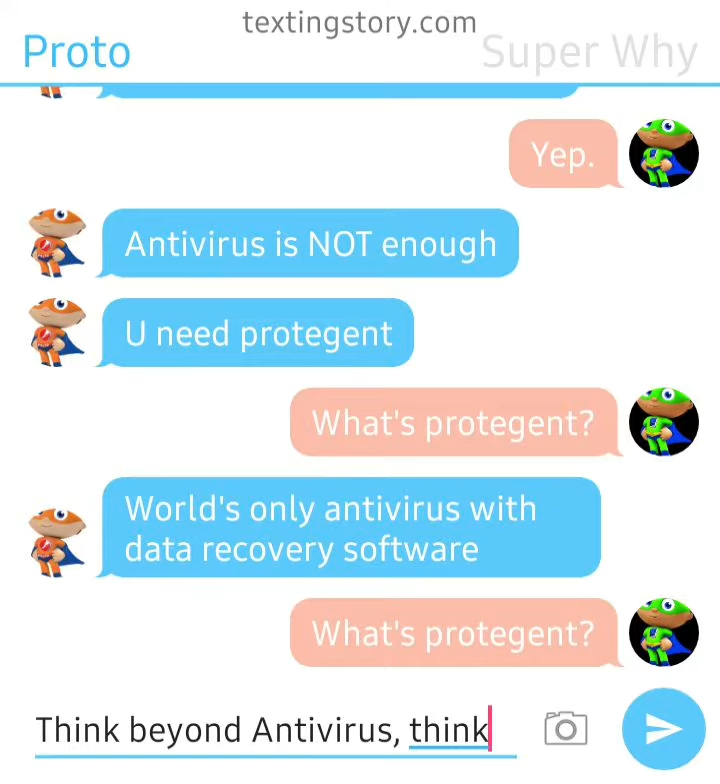 textingstory.com
Proto
Super Why
Yep.
Antivirus is NOT enough
U need protegent
What's protegent?
World's only antivirus with
data recovery software
What's protegent?
Think beyond Antivirus, think